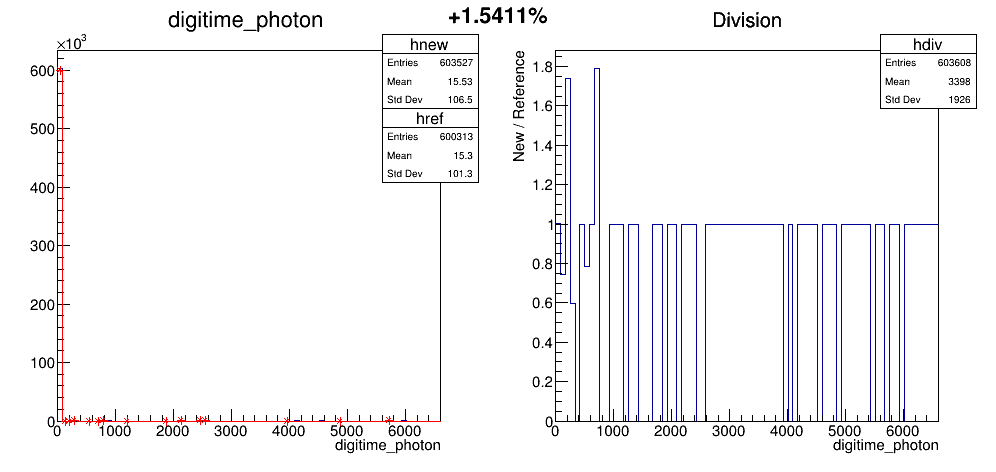 +1.5411%
digitime_photon
×10³
hnew
Entries 603527
Mean 15.53
Std Dev 106.5
href
Entries 600313
Mean 15.3
Std Dev 101.3
600
500
400
300
200
100
0
0 1000 2000 3000 4000 5000 6000
digitime_photon
Division
hdiv
Entries 603608
Mean 3398
Std Dev 1926
New / Reference
1.8
1.6
1.4
1.2
1
0.8
0.6
0.4
0.2
0
0 1000 2000 3000 4000 5000 6000
digitime_photon